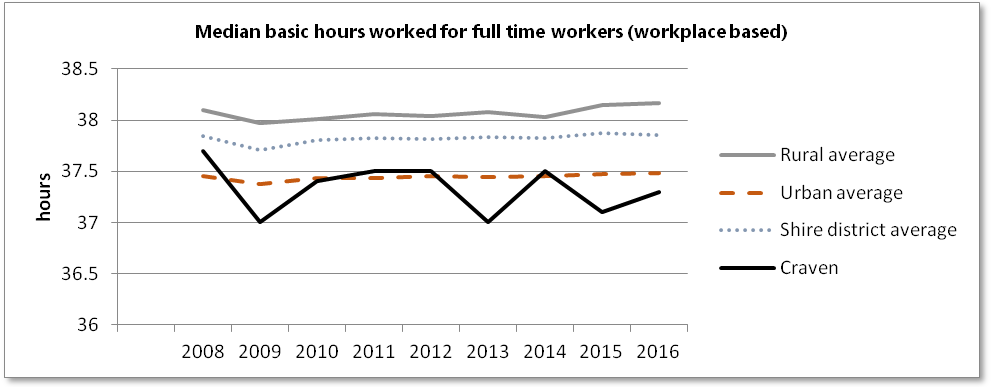 Median basic hours worked for full time workers (workplace based)
38.5
38
37.5
37
36.5
36
hours
2008 2009 2010 2011 2012 2013 2014 2015 2016
Rural average
Urban average
Shire district average
Craven